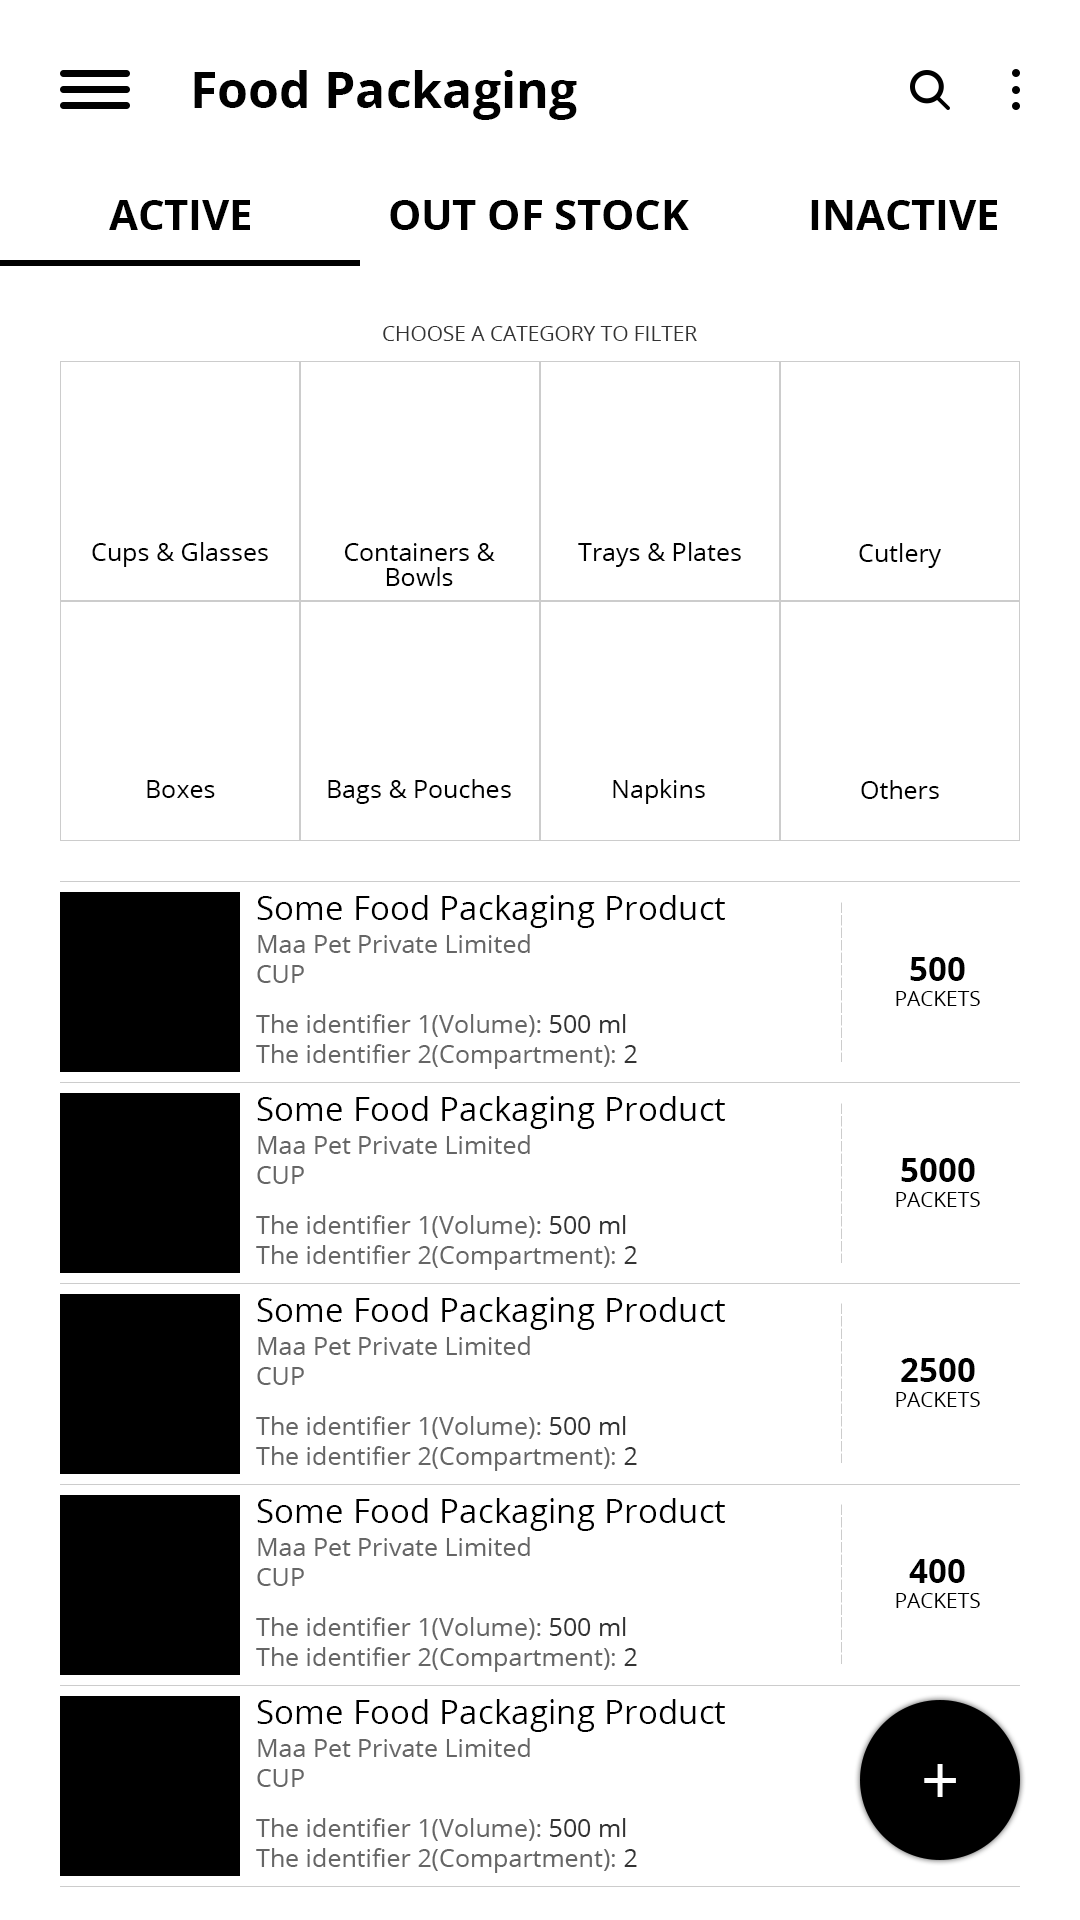 Food Packaging
ACTIVE
OUT OF STOCK
INACTIVE
CHOOSE A CATEGORY TO FILTER
Cups & Glasses
Containers &
Bowls
Trays & Plates
Cutlery
Boxes
Bags & Pouches
Napkins
Others
Some Food Packaging Product
Maa Pet Private Limited
CUP
The identifier 1(Volume): 500 ml
The identifier 2(Compartment): 2
500
PACKETS
Some Food Packaging Product
Maa Pet Private Limited
CUP
The identifier 1(Volume): 500 ml
The identifier 2(Compartment): 2
5000
PACKETS
Some Food Packaging Product
Maa Pet Private Limited
CUP
The identifier 1(Volume): 500 ml
The identifier 2(Compartment): 2
2500
PACKETS
Some Food Packaging Product
Maa Pet Private Limited
CUP
The identifier 1(Volume): 500 ml
The identifier 2(Compartment): 2
400
PACKETS
Some Food Packaging Product
Maa Pet Private Limited
CUP
The identifier 1(Volume): 500 ml
The identifier 2(Compartment): 2
+